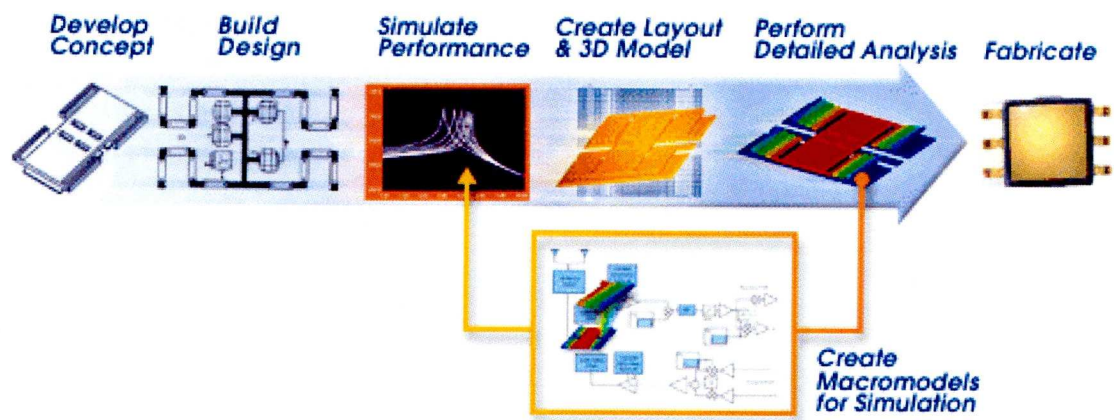 Develop
Concept
Build
Design
Simulate
Performance
Create Layout
& 3D Model
Perform
Detailed Analysis
Fabricate
Create
Macromodels
for Simulation